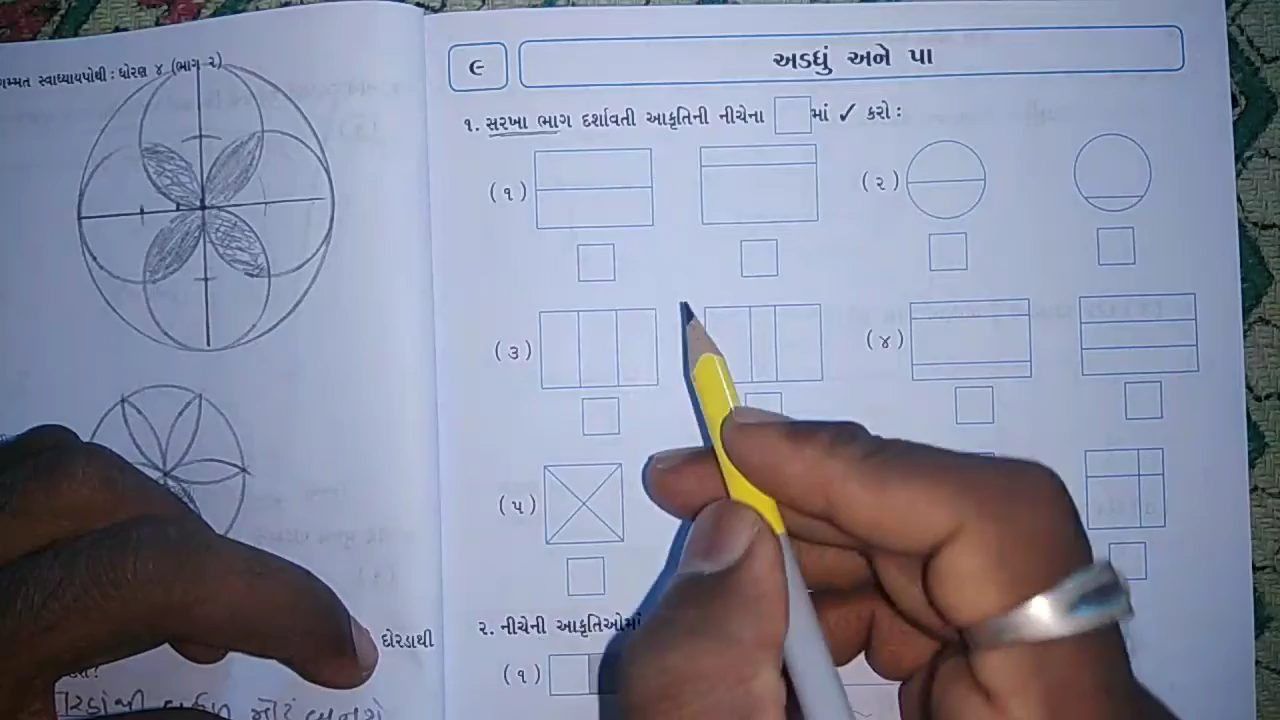 ગમ્મત સ્વાધ્યાયપોથી : ધોરણ ૪ (ભાગ ૨)
૯
અડધું અને પા
૧. સરખા ભાગ દર્શાવતી આકૃતિની નીચેના માં ✓ કરો :
(૧)
(૨)
(૩)
(૪)
(૫)
૨. નીચેની આકૃતિઓમાં
(૧)
દોરડાથી